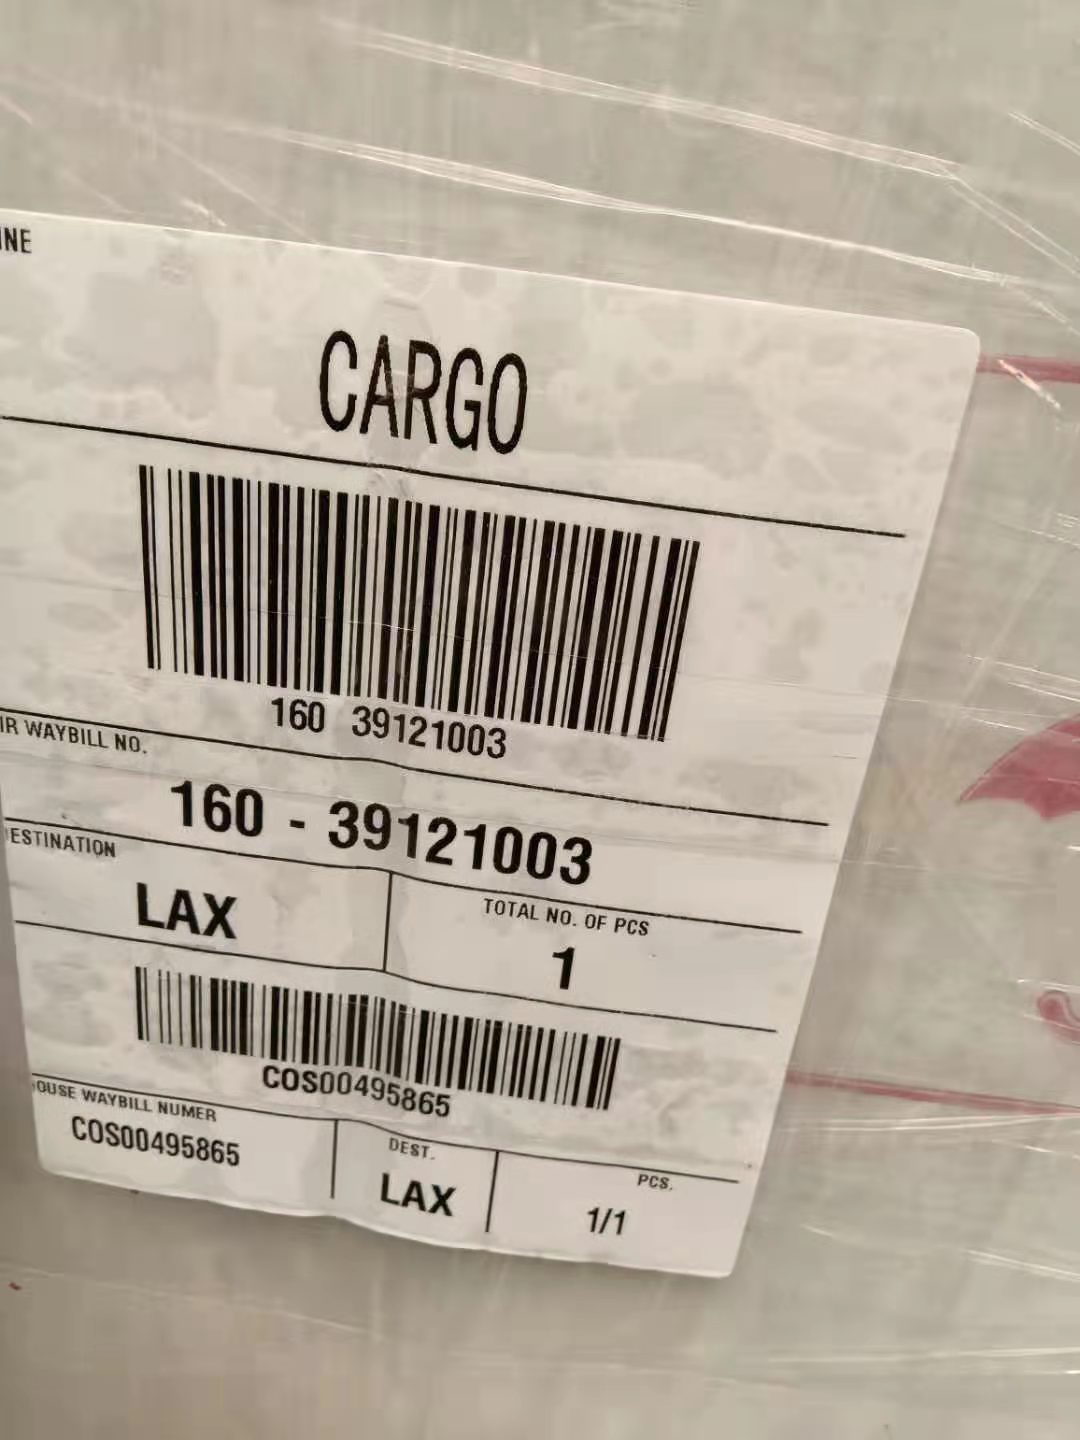 INE
CARGO
160 39121003
IR WAYBILL NO.
160 - 39121003
ESTINATION
LAX
TOTAL NO. OF PCS
1
COS00495865
OUSE WAYBILL NUMER
COS00495865
DEST.
LAX
PCS.
1/1